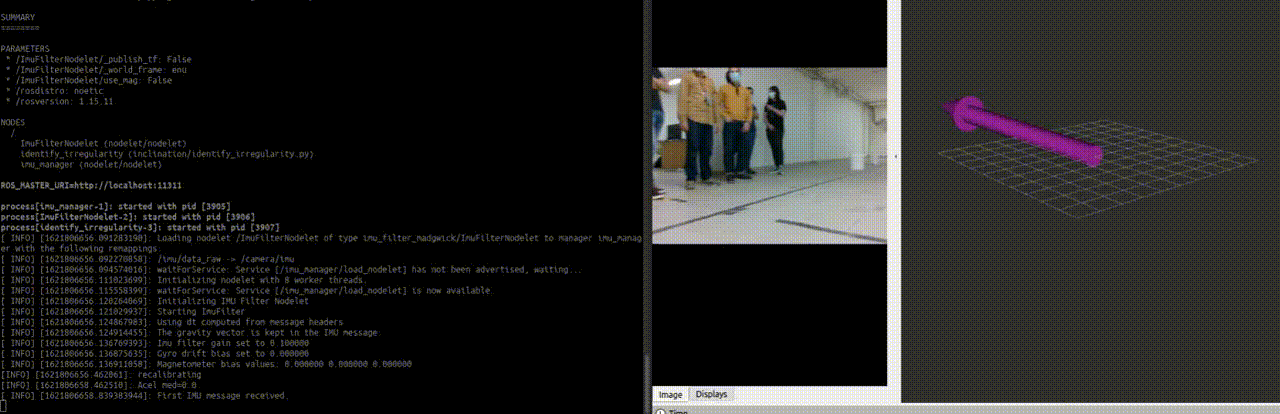 SUMMARY
========
PARAMETERS
* /ImuFilterNodelet/_publish_tf: False
* /ImuFilterNodelet/_world_frame: enu
* /ImuFilterNodelet/use_mag: False
* /rosdistro: noetic
* /rosversion: 1.15.11
NODES
/
ImuFilterNodelet (nodelet/nodelet)
identify_irregularity (inclination/identify_irregularity.py)
imu_manager (nodelet/nodelet)
ROS_MASTER_URI=http://localhost:11311
process[imu_manager-1]: started with pid [3905]
process[ImuFilterNodelet-2]: started with pid [3906]
process[identify_irregularity-3]: started with pid [3907]
[ INFO] [1621806656.091283190]: Loading nodelet /ImuFilterNodelet of type imu_filter_madgwick/ImuFilterNodelet to manager imu_manag
er with the following remappings:
[ INFO] [1621806656.092270858]: /imu/data_raw -> /camera/imu
[ INFO] [1621806656.094574016]: waitForService: Service [/imu_manager/load_nodelet] has not been advertised, waiting...
[ INFO] [1621806656.111023699]: Initializing nodelet with 8 worker threads.
[ INFO] [1621806656.115558399]: waitForService: Service [/imu_manager/load_nodelet] is now available.
[ INFO] [1621806656.120204069]: Initializing IMU Filter Nodelet
[ INFO] [1621806656.121029937]: Starting ImuFilter
[ INFO] [1621806656.124867983]: Using dt computed from message headers
[ INFO] [1621806656.124914455]: The gravity vector is kept in the IMU message.
[ INFO] [1621806656.136769393]: Imu filter gain set to 0.100000
[ INFO] [1621806656.136875635]: Gyro drift bias set to 0.000000
[ INFO] [1621806656.136911058]: Magnetometer bias values: 0.000000 0.000000 0.000000
[INFO] [1621806656.462061]: recalibrating
[INFO] [1621806658.462510]: Acel med=0.0
[ INFO] [1621806658.839383944]: First IMU message received.
Image Displays
Time